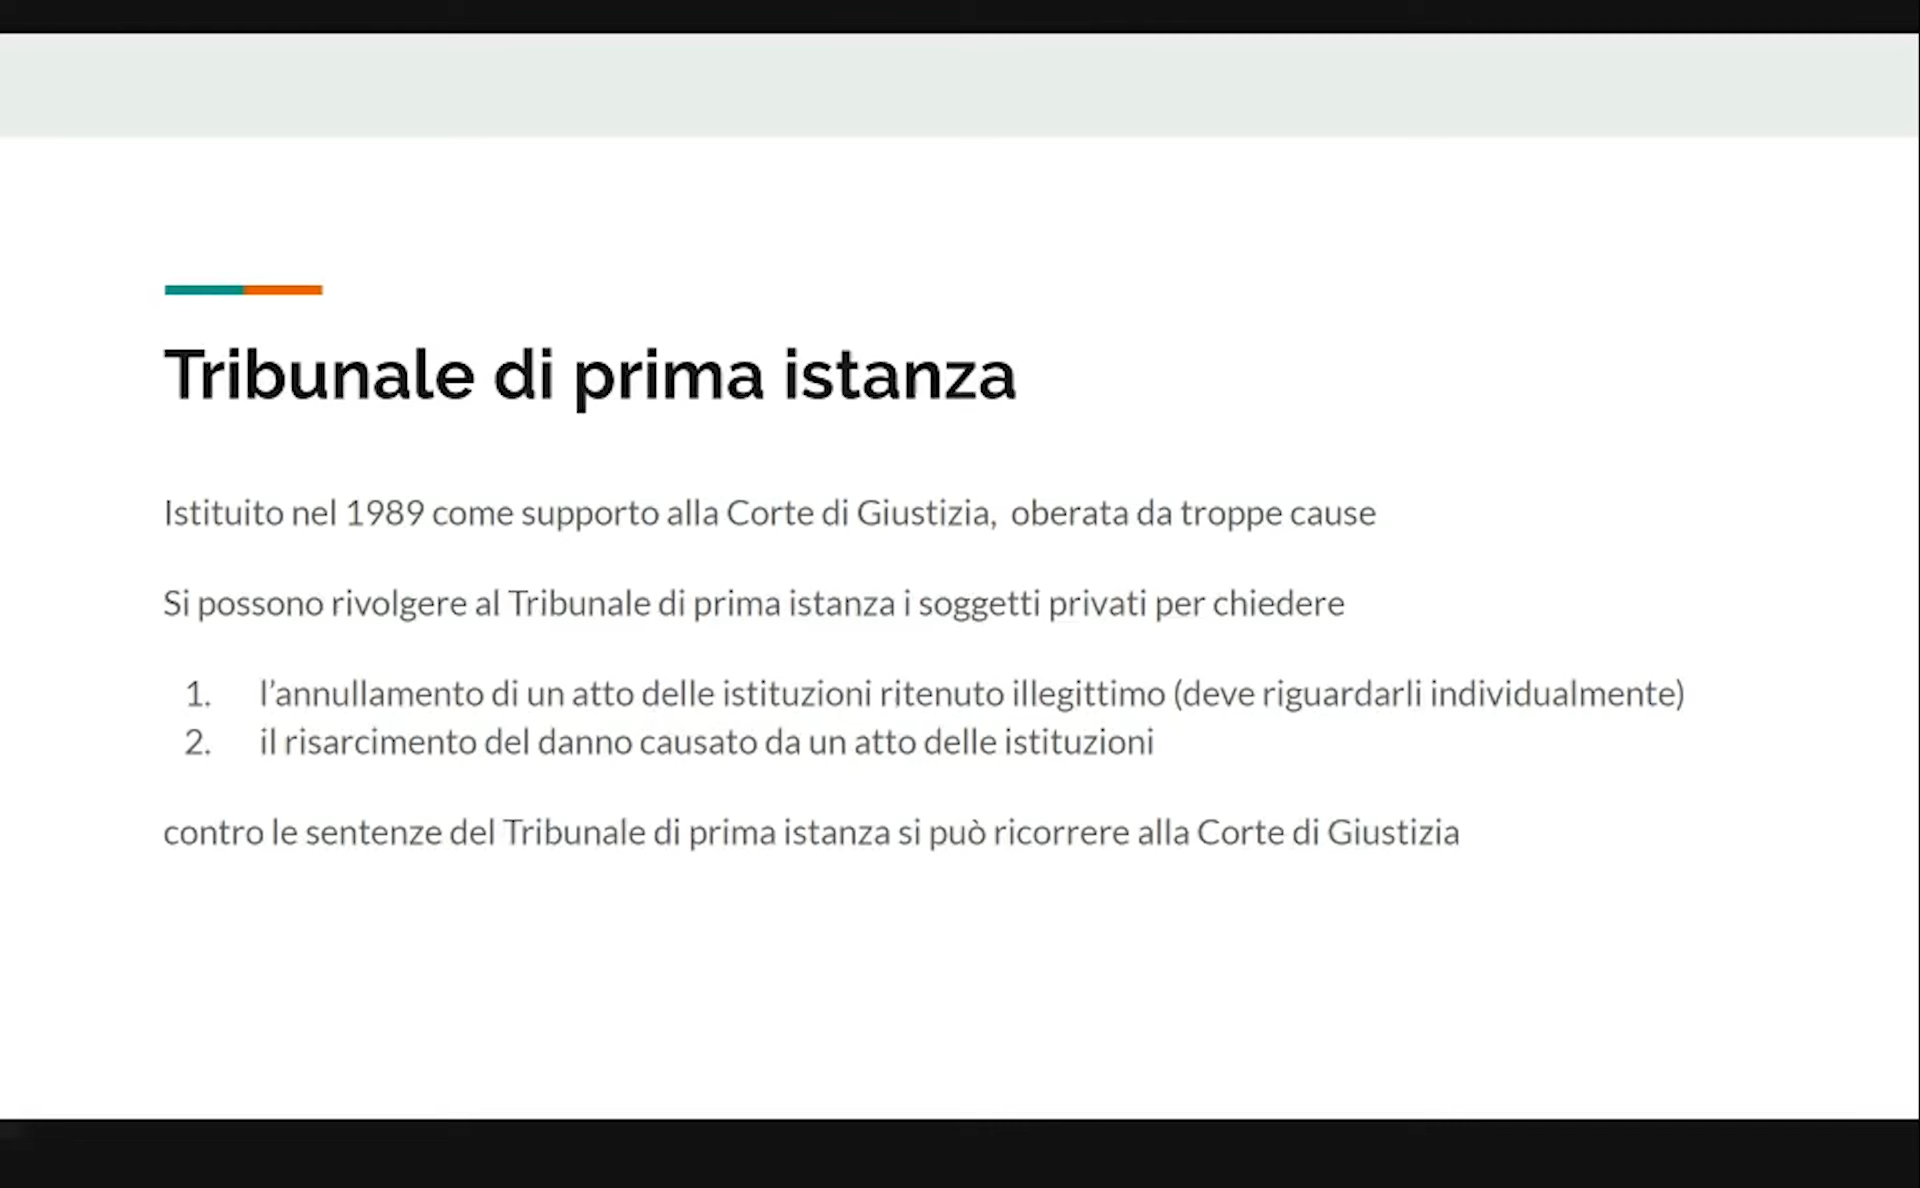 Tribunale di prima istanza
Istituito nel 1989 come supporto alla Corte di Giustizia,  oberata da troppe cause
Si possono rivolgere al Tribunale di prima istanza i soggetti privati per chiedere
1. l’annullamento di un atto delle istituzioni ritenuto illegittimo (deve riguardarli individualmente)
2. il risarcimento del danno causato da un atto delle istituzioni
contro le sentenze del Tribunale di prima istanza si può ricorrere alla Corte di Giustizia